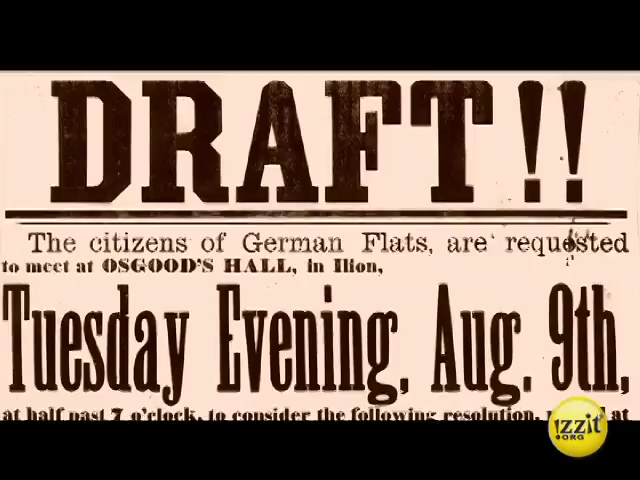 DRAFT!!
The citizens of German Flats, are requested
to meet at OSGOOD'S HALL, in Ilion,
Tuesday Evening, Aug. 9th,
at half past 7 o'clock, to consider the following resolution, at
izzit
.ORG